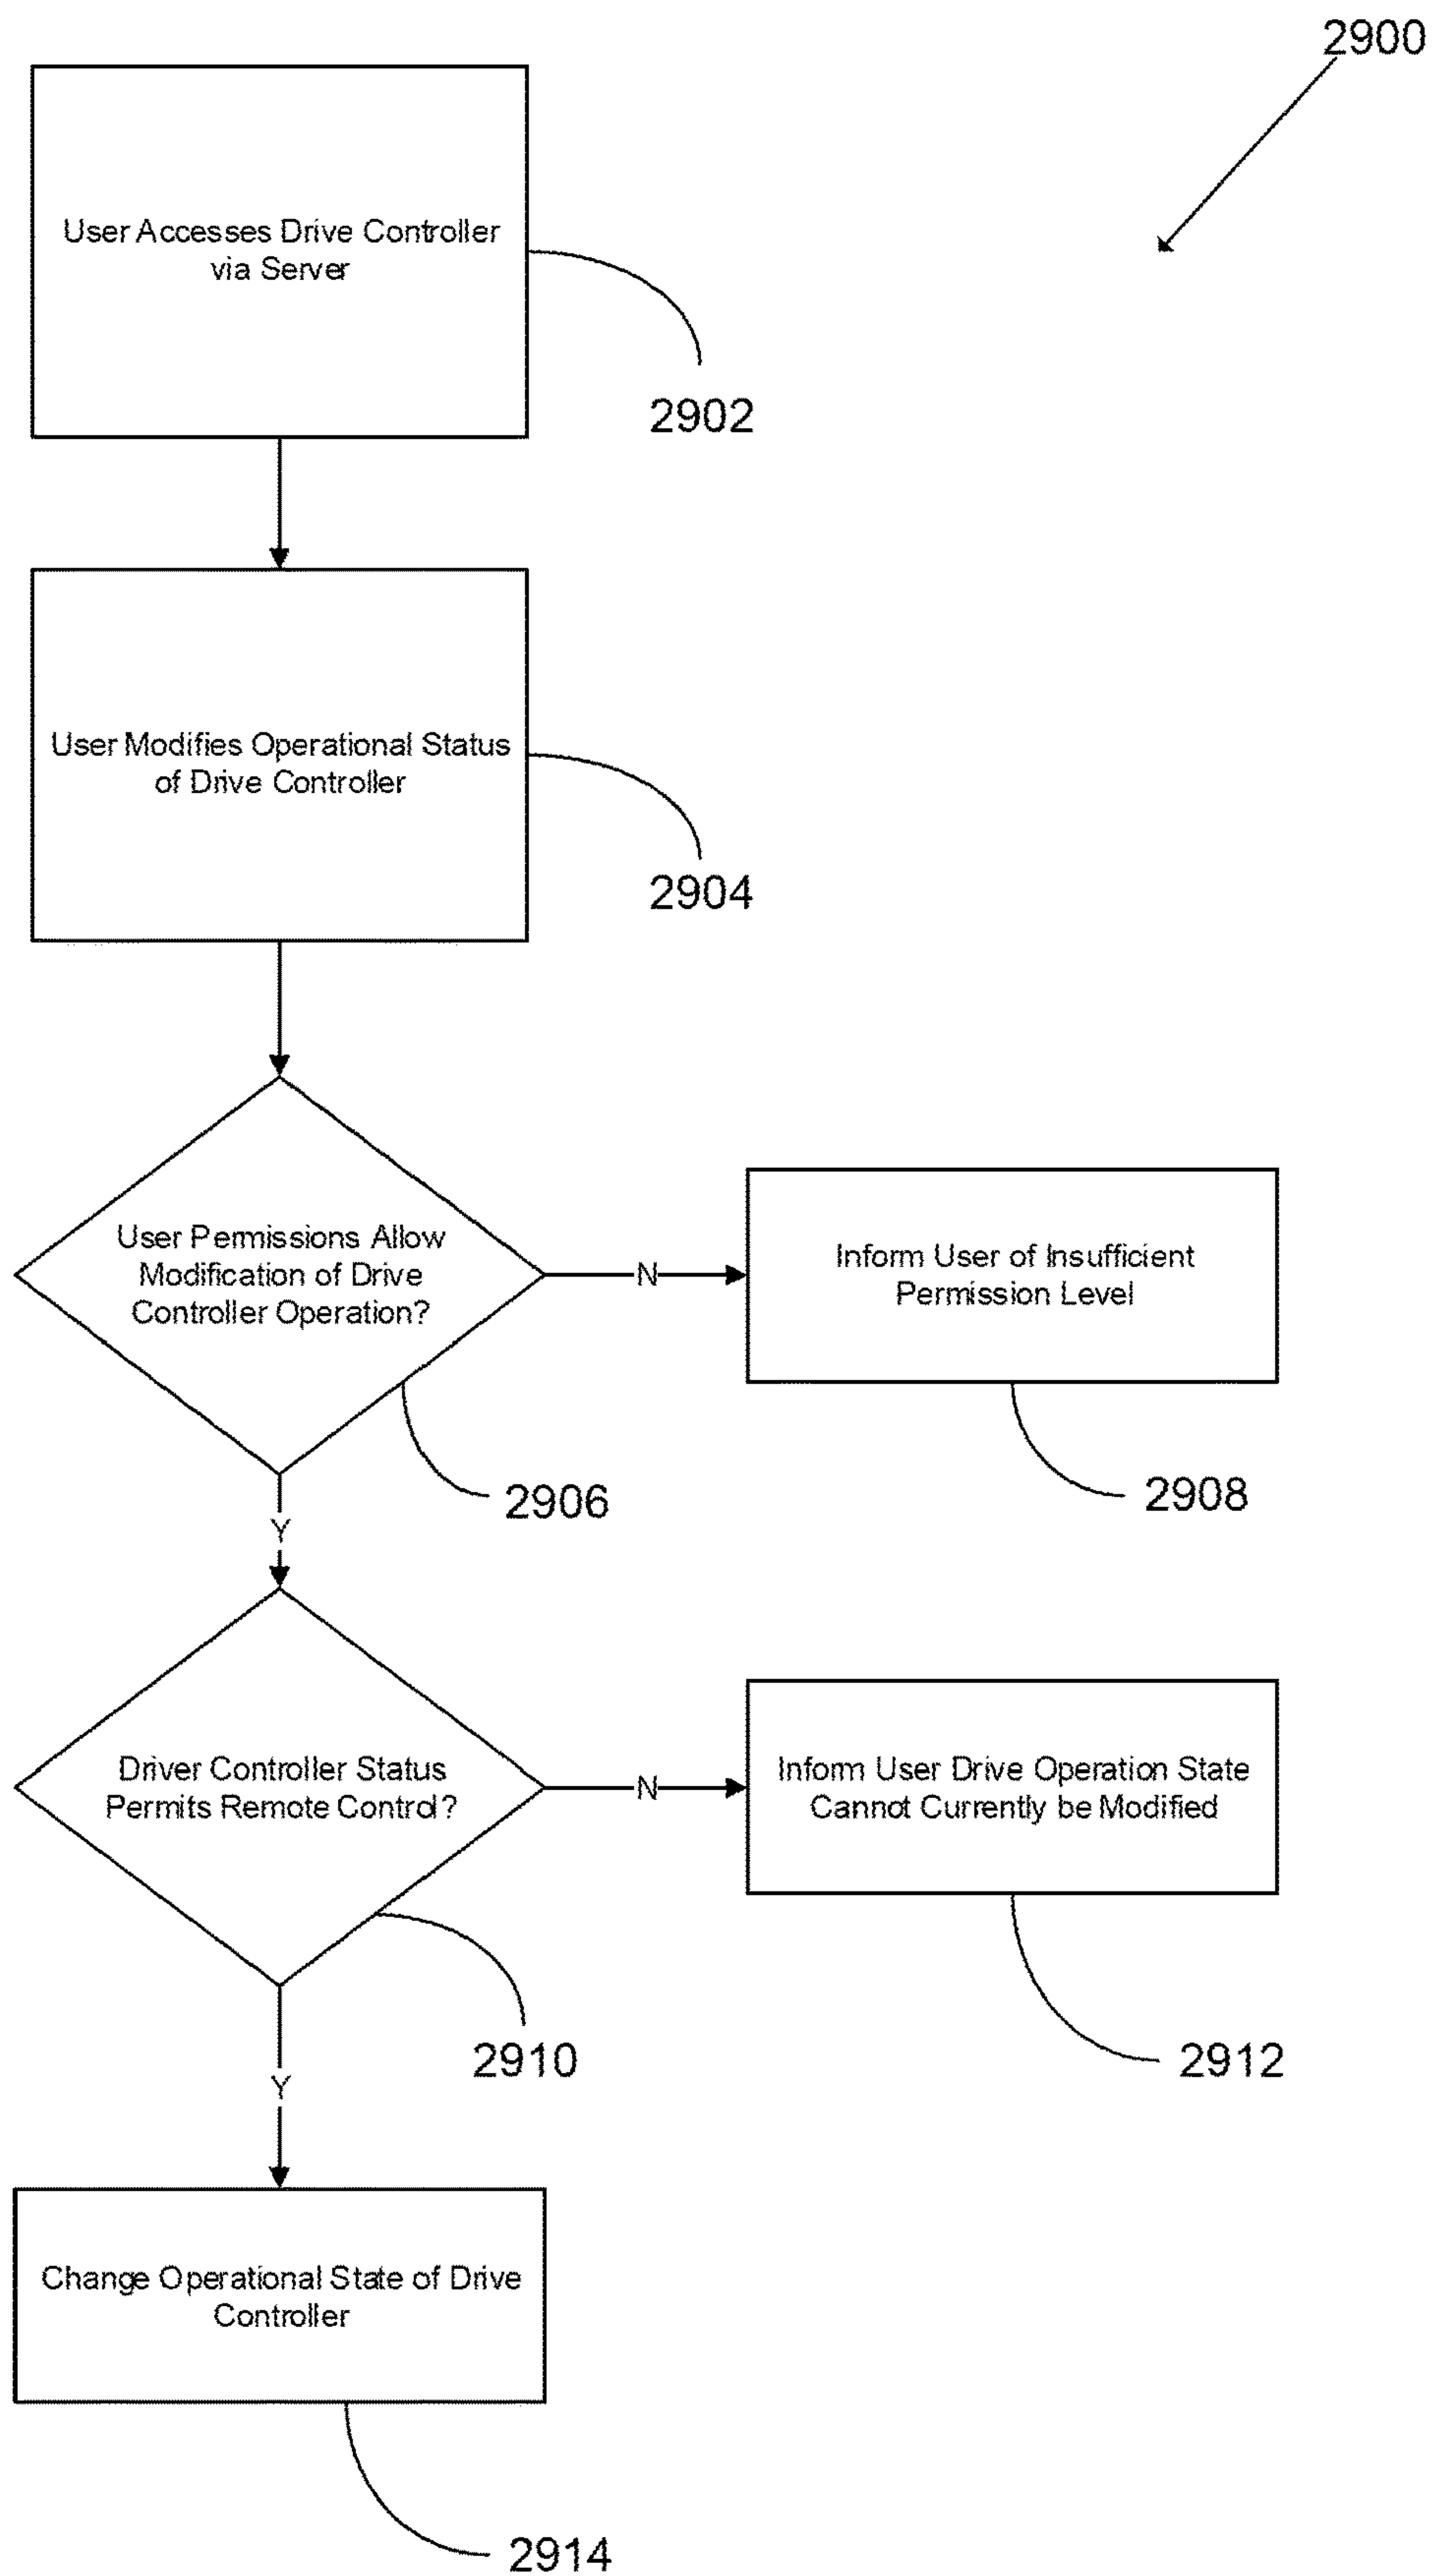 2900
User Accesses Drive Controller
via Server
2902
User Modifies Operational Status
of Drive Controller
2904
User Permissions Allow
Modification of Drive
Controller Operation?
N
Inform User of Insufficient
Permission Level
2906
2908
Y
Driver Controller Status
Permits Remote Control?
N
Inform User Drive Operation State
Cannot Currently be Modified
2910
2912
Y
Change Operational State of Drive
Controller
2914